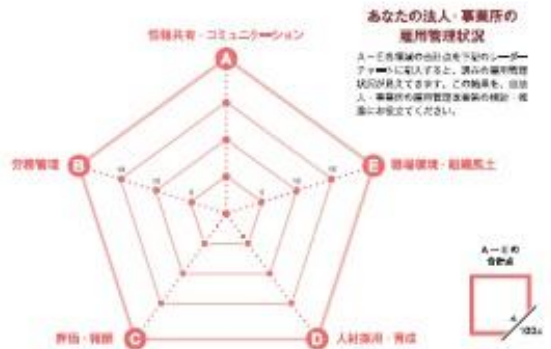 あなたの法人・事業所の
雇用管理状況
A〜E各領域の合計点を下記のレーダー
チャートに記入すると、強みの雇用管理
状況が見えてきます。この結果を、自法
人・事業所の雇用管理改善策の検討・推
進にお役立てください。
情報共有・コミュニケーション
A
労務管理
B
E
職場環境・組織風土
評価・報酬
C
D
人材採用・育成
A〜Eの
合計点
点
100点